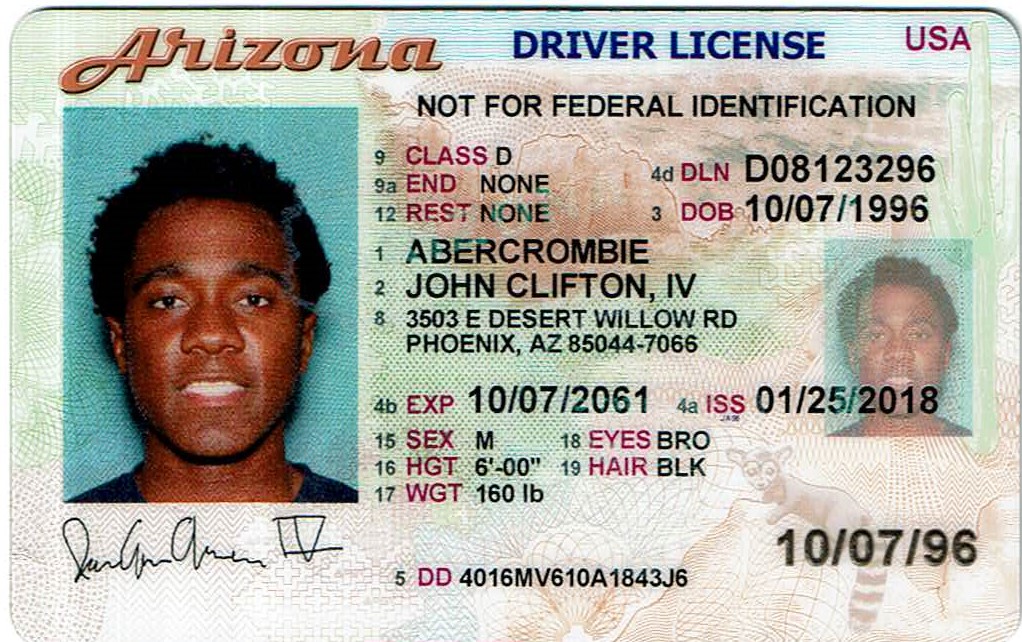 Arizona DRIVER LICENSE USA
NOT FOR FEDERAL IDENTIFICATION
9 CLASS D
9a END NONE
4d DLN D08123296
12 REST NONE
3 DOB 10/07/1996
1 ABERCROMBIE
2 JOHN CLIFTON, IV
8 3503 E DESERT WILLOW RD
PHOENIX, AZ 85044-7066
4b EXP 10/07/2061 4a ISS 01/25/2018
15 SEX M 18 EYES BRO
16 HGT 6'-00" 19 HAIR BLK
17 WGT 160 lb
IV
10/07/96
5 DD 4016MV610A1843J6